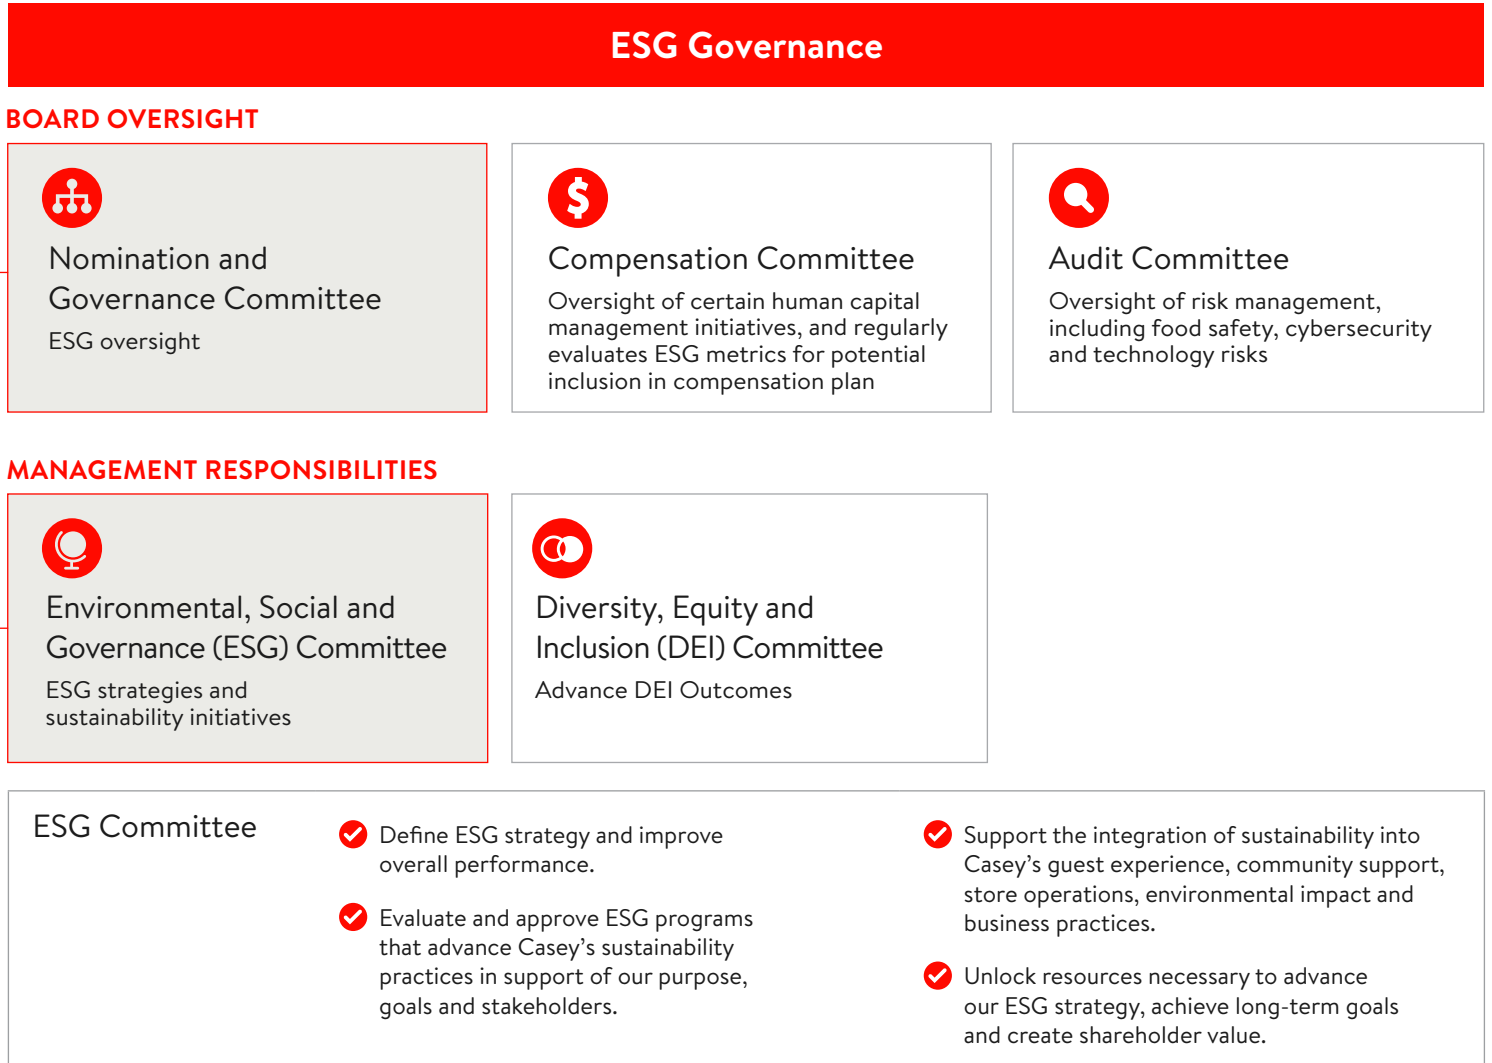 ESG Governance
BOARD OVERSIGHT
Nomination and
Governance Committee
ESG oversight
Compensation Committee
Oversight of certain human capital
management initiatives, and regularly
evaluates ESG metrics for potential
inclusion in compensation plan
Audit Committee
Oversight of risk management,
including food safety, cybersecurity
and technology risks
MANAGEMENT RESPONSIBILITIES
Environmental, Social and
Governance (ESG) Committee
ESG strategies and
sustainability initiatives
Diversity, Equity and
Inclusion (DEI) Committee
Advance DEI Outcomes
ESG Committee
Define ESG strategy and improve
overall performance.
Evaluate and approve ESG programs
that advance Casey’s sustainability
practices in support of our purpose,
goals and stakeholders.
Support the integration of sustainability into
Casey’s guest experience, community support,
store operations, environmental impact and
business practices.
Unlock resources necessary to advance
our ESG strategy, achieve long-term goals
and create shareholder value.